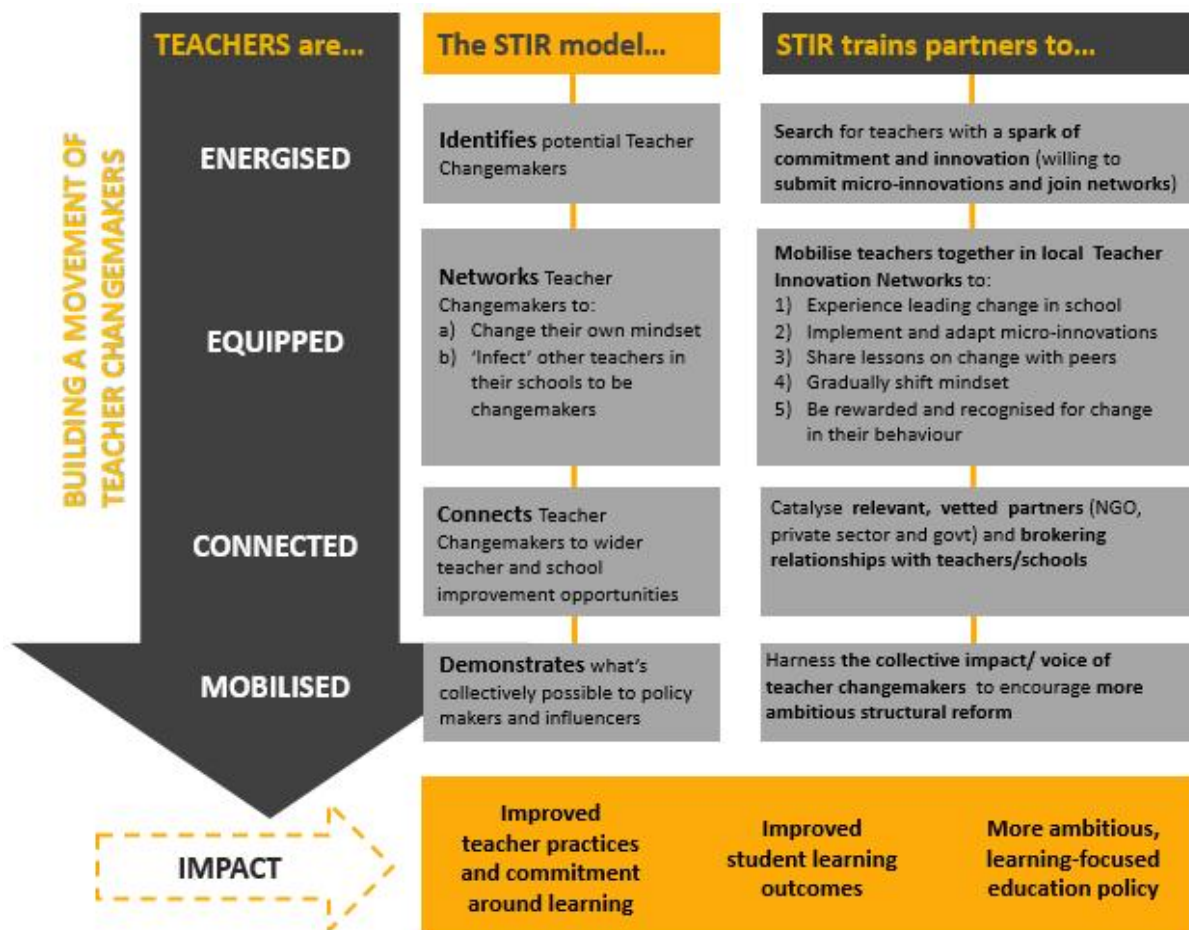 BUILDING A MOVEMENT OF
TEACHER CHANGEMAKERS
TEACHERS are...
ENERGISED
EQUIPPED
CONNECTED
MOBILISED
The STIR model...
Identifies potential Teacher
Changemakers
Networks Teacher
Changemakers to:
a) Change their own mindset
b) ‘Infect’ other teachers in
their schools to be
changemakers
Connects Teacher
Changemakers to wider
teacher and school
improvement opportunities
Demonstrates what's
collectively possible to policy
makers and influencers
STIR trains partners to...
Search for teachers with a spark of
commitment and innovation (willing to
submit micro-innovations and join networks)
Mobilise teachers together in local Teacher
Innovation Networks to:
1) Experience leading change in school
2) Implement and adapt micro-innovations
3) Share lessons on change with peers
4) Gradually shift mindset
5) Be rewarded and recognised for change
in their behaviour
Catalyse relevant, vetted partners (NGO,
private sector and govt) and brokering
relationships with teachers/schools
Harness the collective impact/ voice of
teacher changemakers to encourage more
ambitious structural reform
IMPACT
Improved
teacher practices
and commitment
around learning
Improved
student learning
outcomes
More ambitious,
learning-focused
education policy